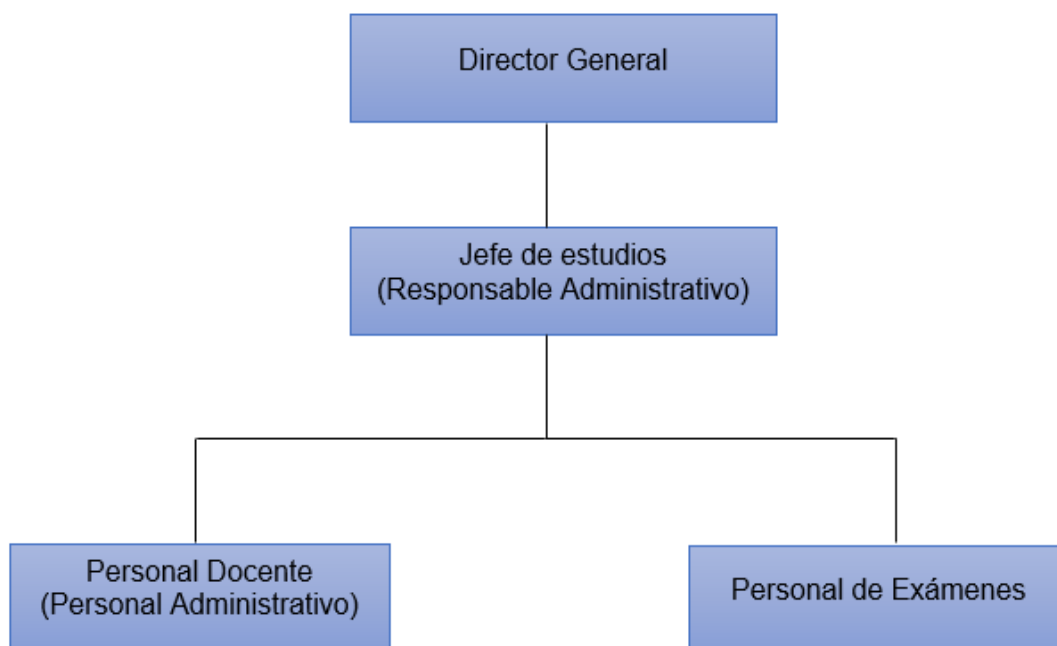 Director General
Jefe de estudios
(Responsable Administrativo)
Personal Docente
(Personal Administrativo)
Personal de Exámenes